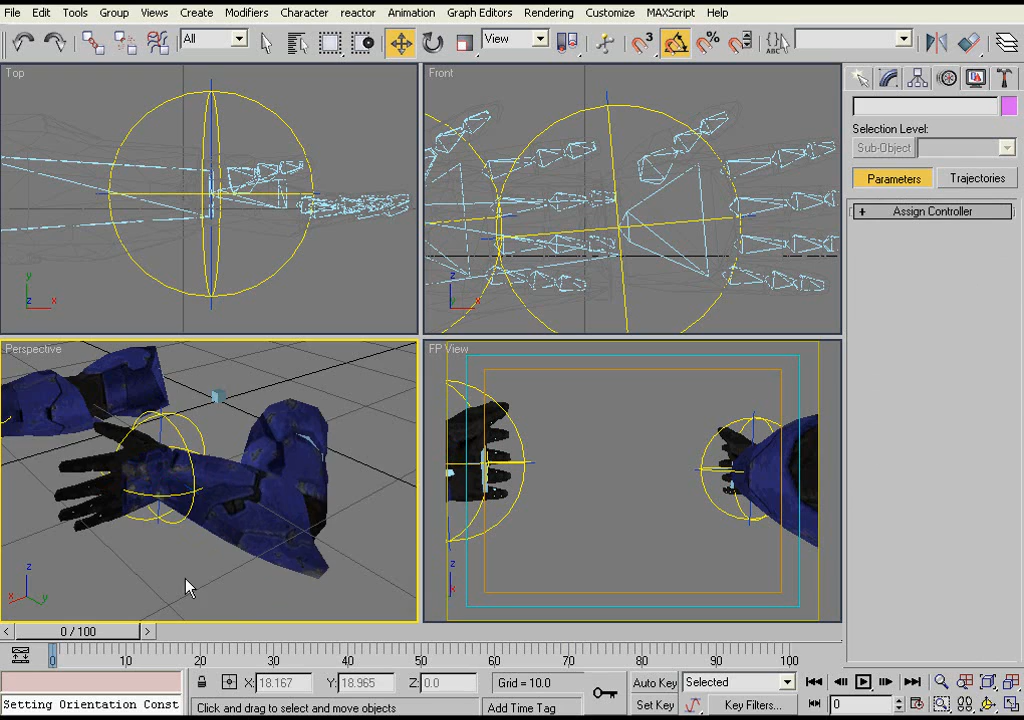 File Edit Tools Group Views Create Modifiers Character reactor Animation Graph Editors Rendering Customize MAXScript Help
All View 3 % {} ABC
Top Front
Selection Level:
Sub-Object
Parameters Trajectories
+ Assign Controller
y z x
z x
Perspective FP View
z x y
z x
< 0 / 100 >
0 10 20 30 40 50 60 70 80 90 100
X: 18.167 Y: 18.965 Z: 0.0 Grid = 10.0 Auto Key Selected
Setting Orientation Const Click and drag to select and move objects Add Time Tag Set Key Key Filters... 0